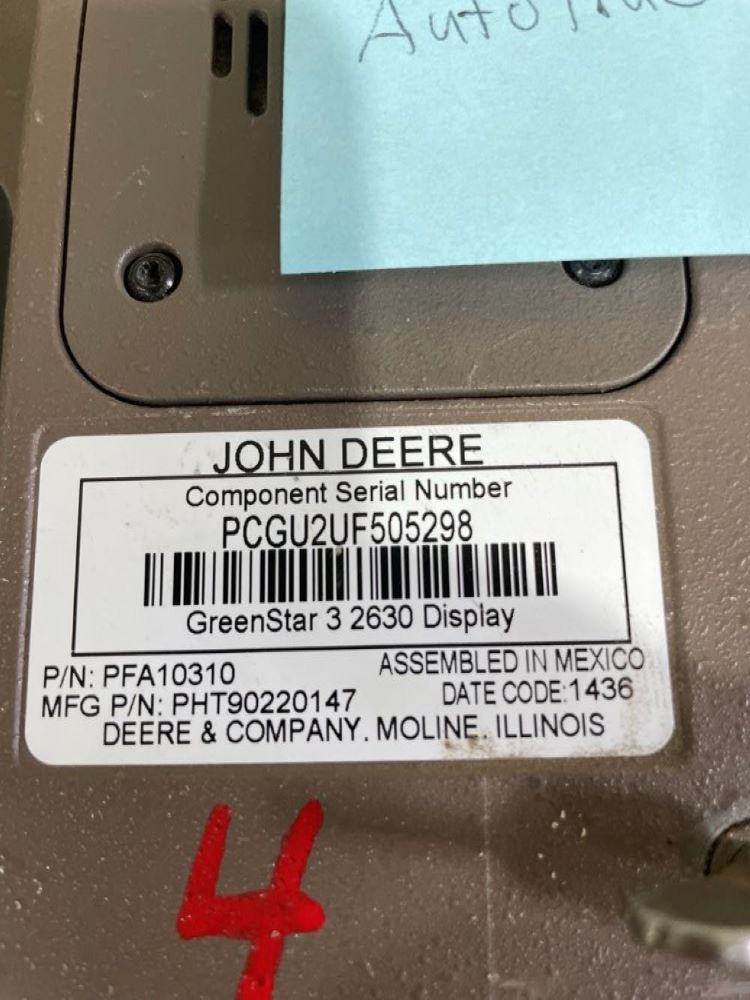 JOHN DEERE
Component Serial Number
PCGU2UF505298
GreenStar 3 2630 Display
P/N: PFA10310
ASSEMBLED IN MEXICO
MFG P/N: PHT90220147
DATE CODE:1436
DEERE & COMPANY. MOLINE. ILLINOIS
4